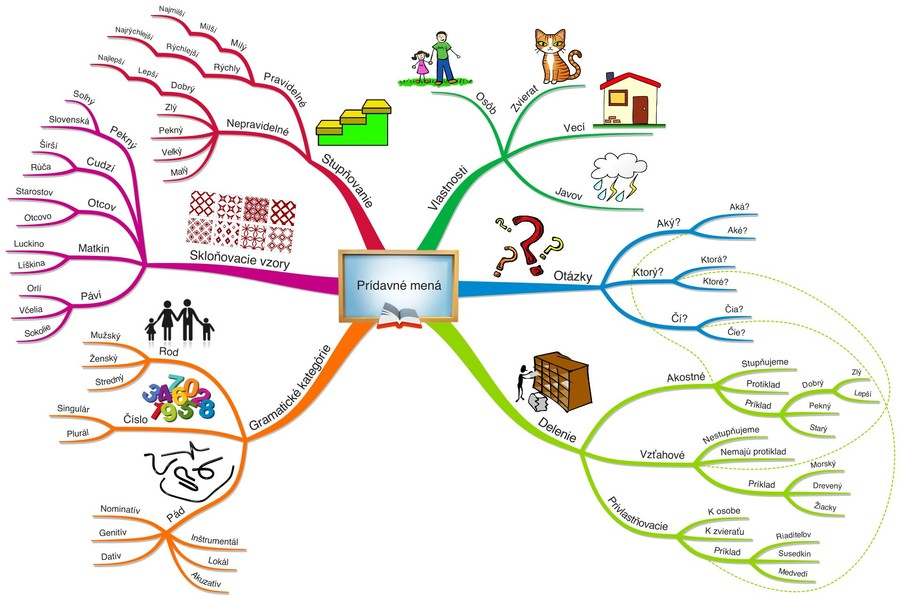 Prídavné mená
Stupňovanie
Pravidelné
Milý
Milší
Najmilší
Rýchly
Rýchlejší
Najrýchlejší
Nepravidelné
Dobrý
Lepší
Najlepší
Zlý
Pekný
Veľký
Malý
Skloňovacie vzory
Pekný
Soľný
Slovenská
Cudzí
Širší
Rúča
Otcov
Starostov
Otcovo
Matkin
Luckino
Liškina
Páví
Orlí
Včelia
Sokolie
Gramatické kategórie
Rod
Mužský
Ženský
Stredný
Číslo
Singulár
Plurál
Pád
Nominatív
Genitív
Datív
Inštrumentál
Lokál
Akuzatív
Vlastnosti
Osôb
Zvierat
Vecí
Javov
Otázky
Aký?
Aká?
Aké?
Ktorý?
Ktorá?
Ktoré?
Čí?
Čia?
Čie?
Delenie
Akostné
Stupňujeme
Protiklad
Príklad
Dobrý
Zlý
Lepší
Pekný
Starý
Vzťahové
Nestupňujeme
Nemajú protiklad
Príklad
Morský
Drevený
Žiacky
Privlastňovacie
K osobe
K zvieraťu
Príklad
Riaditeľov
Susedkin
Medvedí